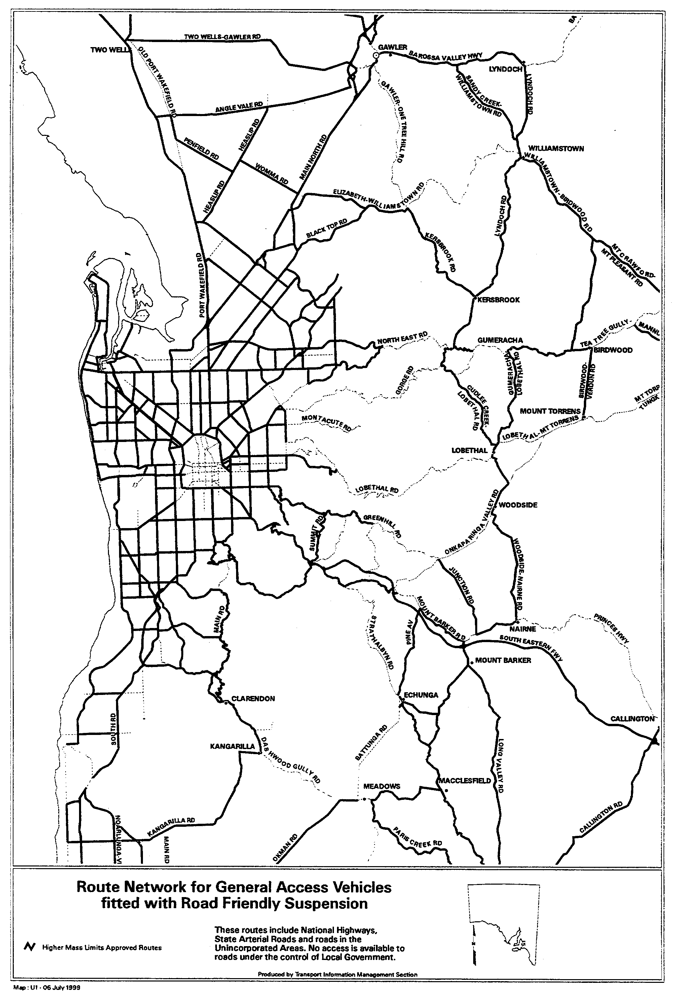 BA
TWO WELLS-GAWLER RD
GAWLER
TWO WELLS
OLD PORT WAKEFIELD RD
BAROSSA VALLEY HWY
LYNDOCH
LYNDOCH RD
SANDY CREEK-
WILLIAMSTOWN RD
GAWLER-ONE TREE HILL RD
ANGLE VALE RD
HEASLIP RD
PENFIELD RD
MAIN NORTH RD
WILLIAMSTOWN
WOMMA RD
WILLIAMSTOWN-BIRDWOOD RD
HEASLIP RD
ELIZABETH-WILLIAMSTOWN RD
LYNDOCH RD
BLACK TOP RD
KERSBROOK RD
MT CRAWFORD-
MT PLEASANT RD
PORT WAKEFIELD RD
KERSBROOK
NORTH EAST RD
GUMERACHA
TEA TREE GULLY-
MANNU
BIRDWOOD
GORGE RD
GUMERACHA-
LOBETHAL RD
BIRDWOOD-
VERDUN RD
CUDLEE CREEK-
LOBETHAL RD
MT TORR
TUNGK
MOUNT TORRENS
MONTACUTE RD
LOBETHAL-MT TORRENS
LOBETHAL
LOBETHAL RD
WOODSIDE
ONKAPARINGA VALLEY RD
SUMMIT RD
GREENHILL RD
WOODSIDE-NAIRNE RD
JUNCTION RD
MAIN RD
MOUNT BARKER RD
STRATHALBYN RD
PINE AV
NAIRNE
PRINCES HWY
SOUTH EASTERN FWY
MOUNT BARKER
CLARENDON
ECHUNGA
SOUTH RD
CALLINGTON
BATTUNGA RD
KANGARILLA
DASHWOOD GULLY RD
LONG VALLEY RD
MACCLESFIELD
MEADOWS
KANGARILLA RD
NOARLUNGA-VI
MAIN RD
OKMAN RD
PARIS CREEK RD
CALLINGTON RD
Route Network for General Access Vehicles
fitted with Road Friendly Suspension
These routes include National Highways,
State Arterial Roads and roads in the
Unincorporated Areas. No access is available to
roads under the control of Local Government.
Higher Mass Limits Approved Routes
N
Produced by Transport Information Management Section
Map : U1 - 06 July 1999